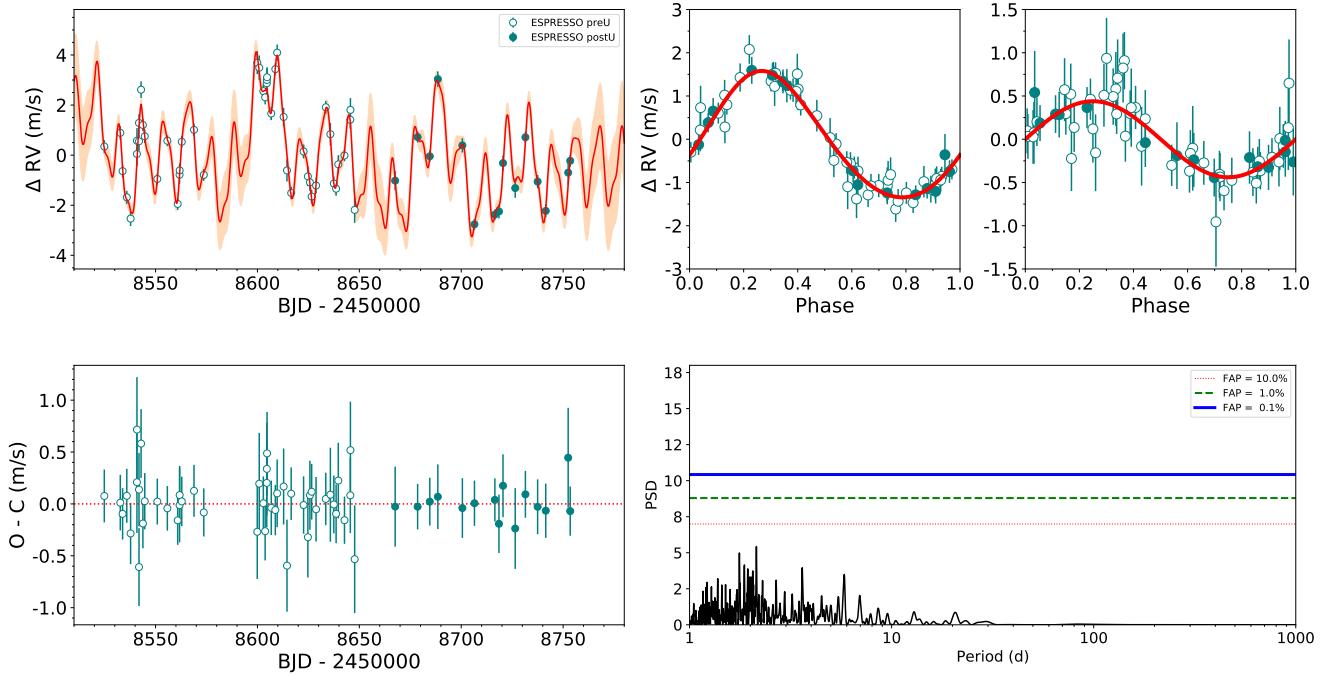 ESPRESSO preU
ESPRESSO postU
4
2
0
-2
-4
Δ RV (m/s)
8550 8600 8650 8700 8750
BJD - 2450000
3
2
1
0
-1
-2
-3
Δ RV (m/s)
0.0 0.2 0.4 0.6 0.8 1.0
Phase
1.5
1.0
0.5
0.0
-0.5
-1.0
-1.5
0.0 0.2 0.4 0.6 0.8 1.0
Phase
1.0
0.5
0.0
-0.5
-1.0
O - C (m/s)
8550 8600 8650 8700 8750
BJD - 2450000
FAP = 10.0%
FAP = 1.0%
FAP = 0.1%
18
15
13
10
8
5
2
0
PSD
1 10 100 1000
Period (d)